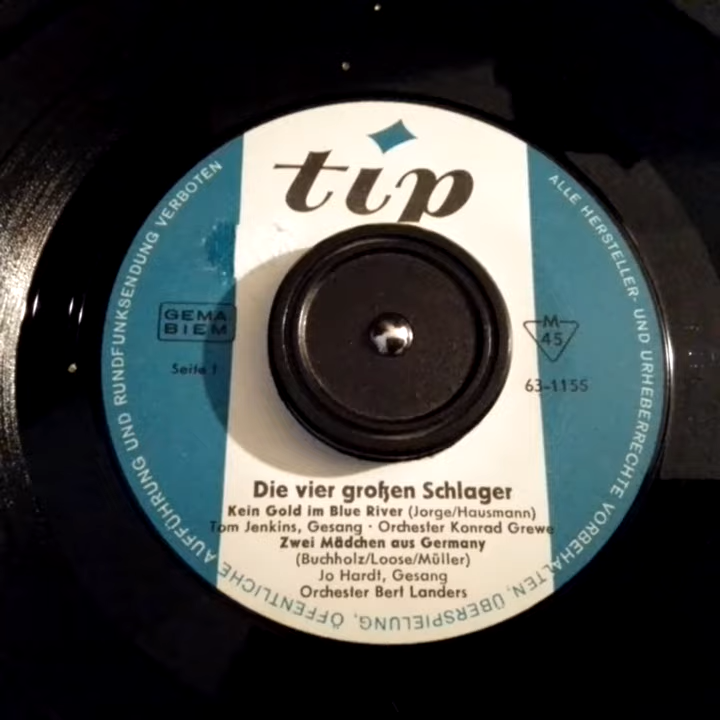 tip
GEMA
BIEM
M
45
Seite 1
63-1155
Die vier großen Schlager
Kein Gold im Blue River (Jorge/Hausmann)
Tom Jenkins, Gesang · Orchester Konrad Grewe
Zwei Mädchen aus Germany
(Buchholz/Loose/Müller)
Jo Hardt, Gesang
Orchester Bert Landers
ALLE HERSTELLER- UND URHEBERRECHTE VORBEHALTEN, ÜBERSPIELUNG, ÖFFENTLICHE AUFFÜHRUNG UND RUNDFUNKSENDUNG VERBOTEN